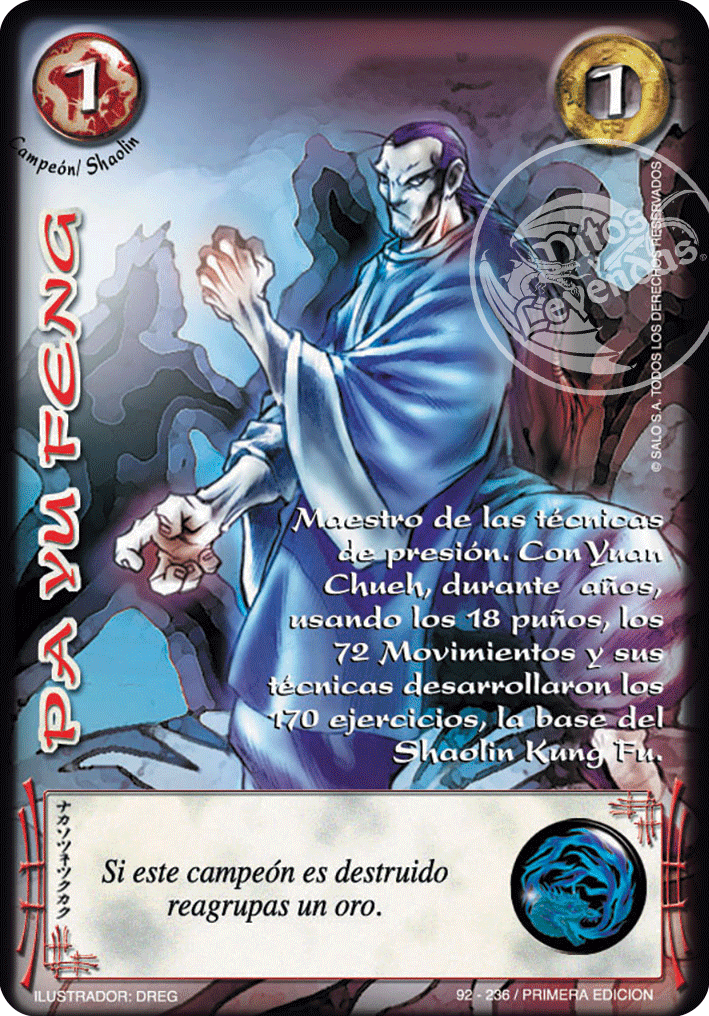 1
1
Campeón/ Shaolin
Mitos y
Leyendas
®
© SALO S.A. TODOS LOS DERECHOS RESERVADOS
PA YU FENG
Maestro de las técnicas
de presión. Con Yuan
Chueh, durante años,
usando los 18 puños, los
72 Movimientos y sus
técnicas desarrollaron los
170 ejercicios, la base del
Shaolin Kung Fu.
ナカソツネツクカク
Si este campeón es destruido
reagrupas un oro.
ILUSTRADOR: DREG
92 - 236 / PRIMERA EDICION